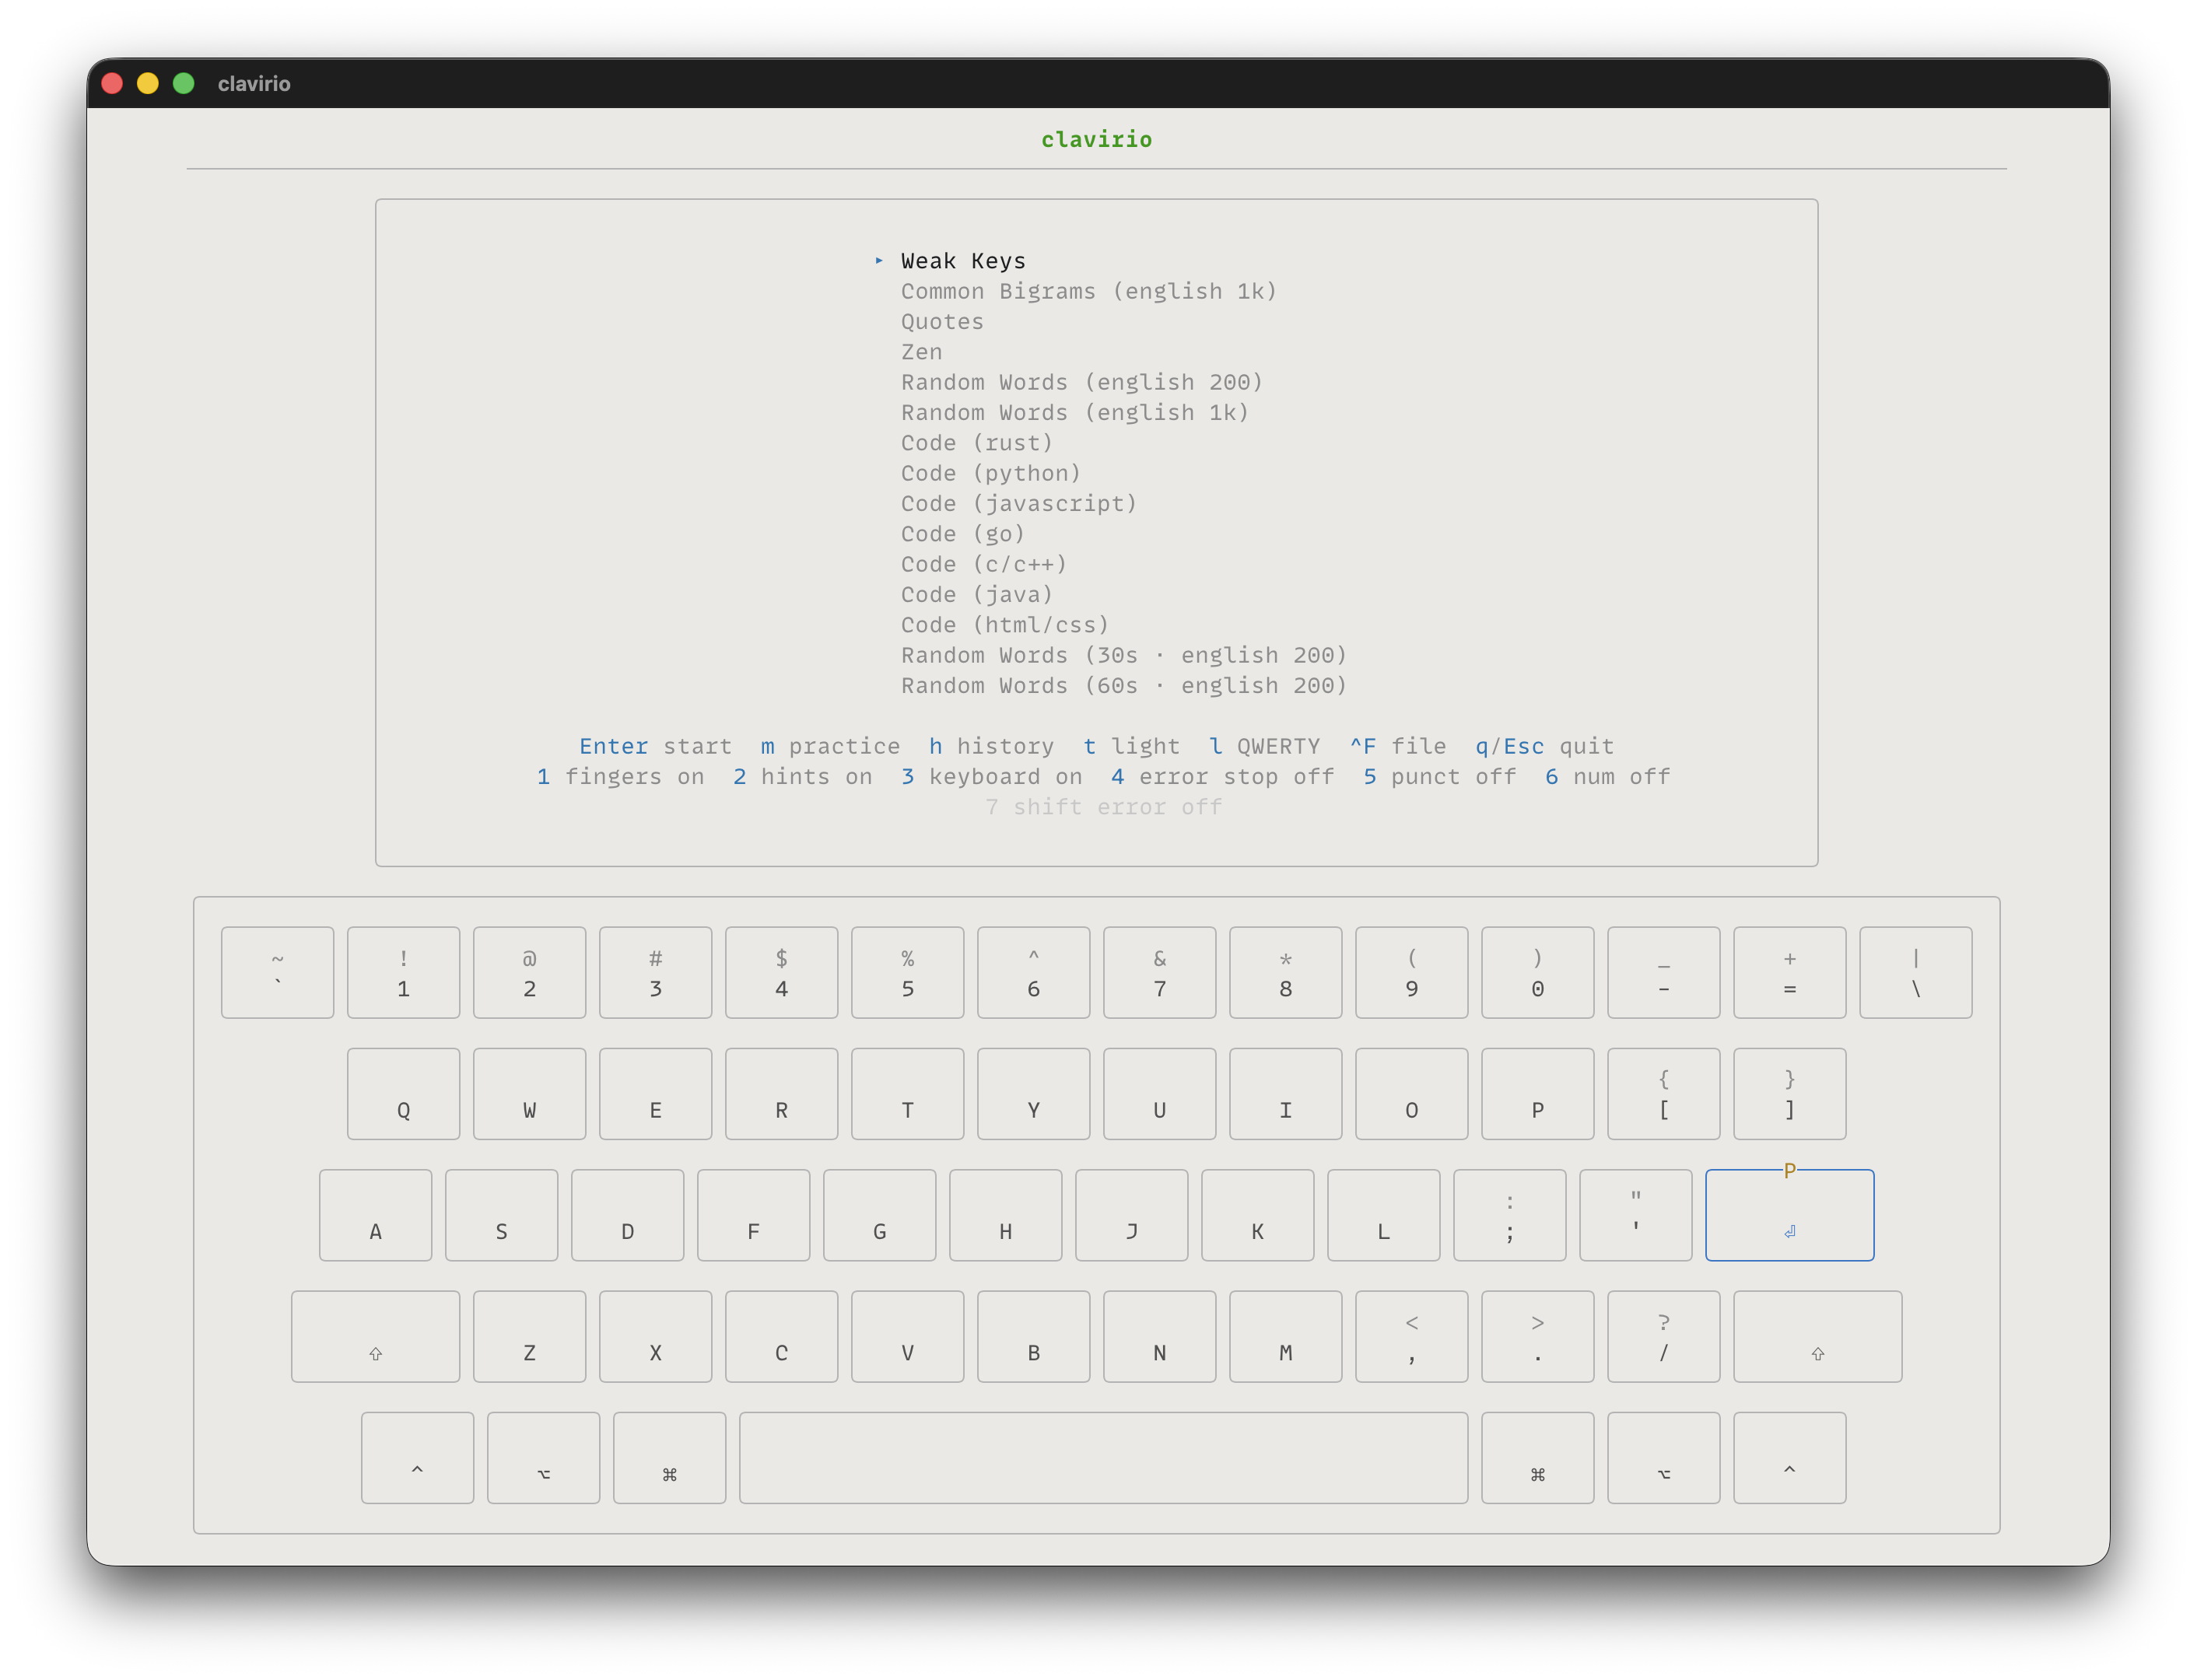 clavirio
clavirio
▸ Weak Keys
Common Bigrams (english 1k)
Quotes
Zen
Random Words (english 200)
Random Words (english 1k)
Code (rust)
Code (python)
Code (javascript)
Code (go)
Code (c/c++)
Code (java)
Code (html/css)
Random Words (30s · english 200)
Random Words (60s · english 200)
Enter start m practice h history t light l QWERTY ^F file q/Esc quit
1 fingers on 2 hints on 3 keyboard on 4 error stop off 5 punct off 6 num off
7 shift error off
~ ! @ # $ % ^ & * ( ) _ + |
` 1 2 3 4 5 6 7 8 9 0 - = \
{ }
Q W E R T Y U I O P [ ]
P
: "
A S D F G H J K L ; ' ⏎
< > ?
⇧ Z X C V B N M , . / ⇧
^ ⌥ ⌘ ⌘ ⌥ ^